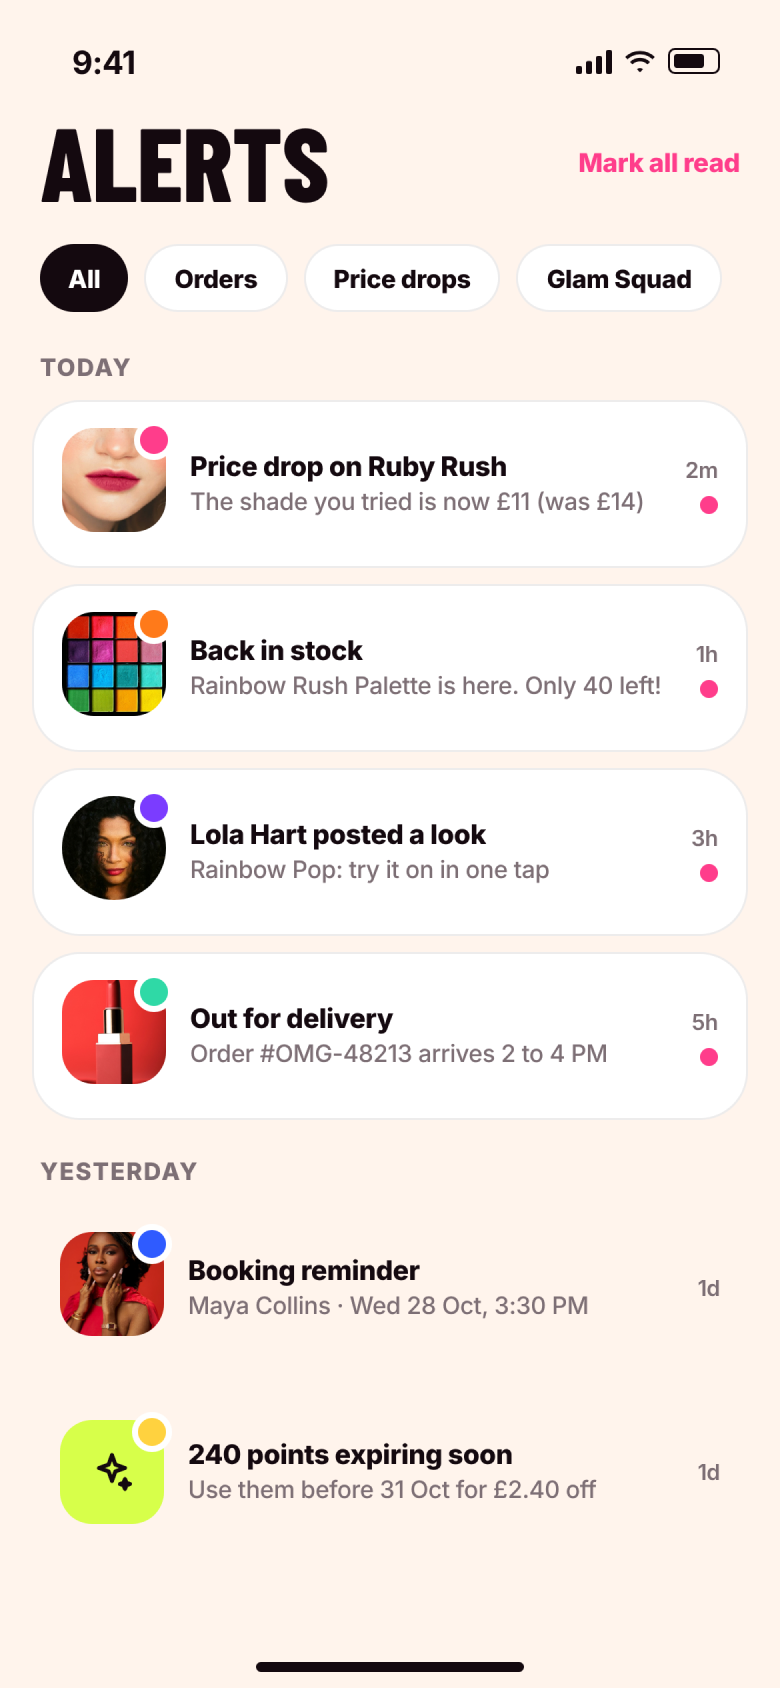 9:41
ALERTS
Mark all read
All
Orders
Price drops
Glam Squad
TODAY
Price drop on Ruby Rush
2m
The shade you tried is now £11 (was £14)
Back in stock
1h
Rainbow Rush Palette is here. Only 40 left!
Lola Hart posted a look
3h
Rainbow Pop: try it on in one tap
Out for delivery
5h
Order #OMG-48213 arrives 2 to 4 PM
YESTERDAY
Booking reminder
Maya Collins · Wed 28 Oct, 3:30 PM
1d
240 points expiring soon
Use them before 31 Oct for £2.40 off
1d